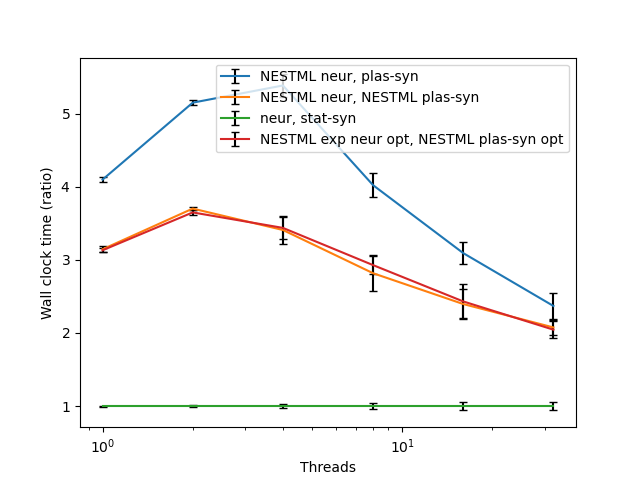 NESTML neur, plas-syn
NESTML neur, NESTML plas-syn
neur, stat-syn
NESTML exp neur opt, NESTML plas-syn opt
Wall clock time (ratio)
5
4
3
2
1
10⁰
10¹
Threads